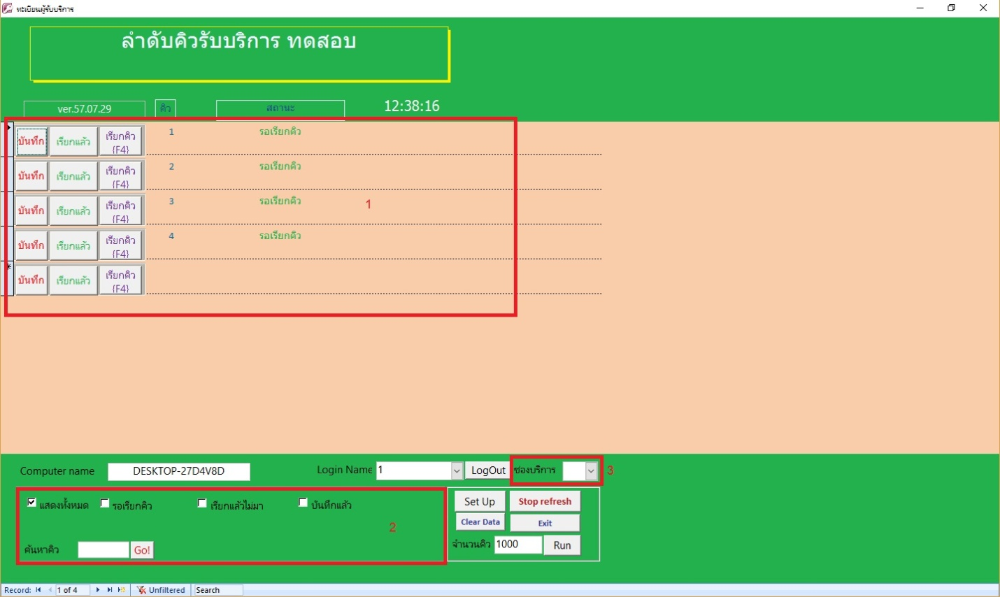 ทะเบียนผู้รับบริการ
ลำดับคิวรับบริการ ทดสอบ
ver.57.07.29 คิว สถานะ 12:38:16
บันทึก เรียกแล้ว เรียกคิว {F4} 1 รอเรียกคิว
บันทึก เรียกแล้ว เรียกคิว {F4} 2 รอเรียกคิว
บันทึก เรียกแล้ว เรียกคิว {F4} 3 รอเรียกคิว 1
บันทึก เรียกแล้ว เรียกคิว {F4} 4 รอเรียกคิว
บันทึก เรียกแล้ว เรียกคิว {F4}
Computer name DESKTOP-27D4V8D Login Name 1 LogOut ช่องบริการ 3
แสดงทั้งหมด รอเรียกคิว เรียกแล้วไม่มา บันทึกแล้ว Set Up Stop refresh
2 Clear Data Exit
ค้นหาคิว Go! จำนวนคิว 1000 Run
Record: 1 of 4 Unfiltered Search